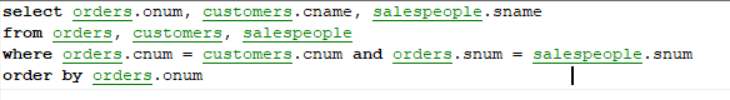 select orders.onum, customers.cname, salespeople.sname
from orders, customers, salespeople
where orders.cnum = customers.cnum and orders.snum = salespeople.snum
order by orders.onum